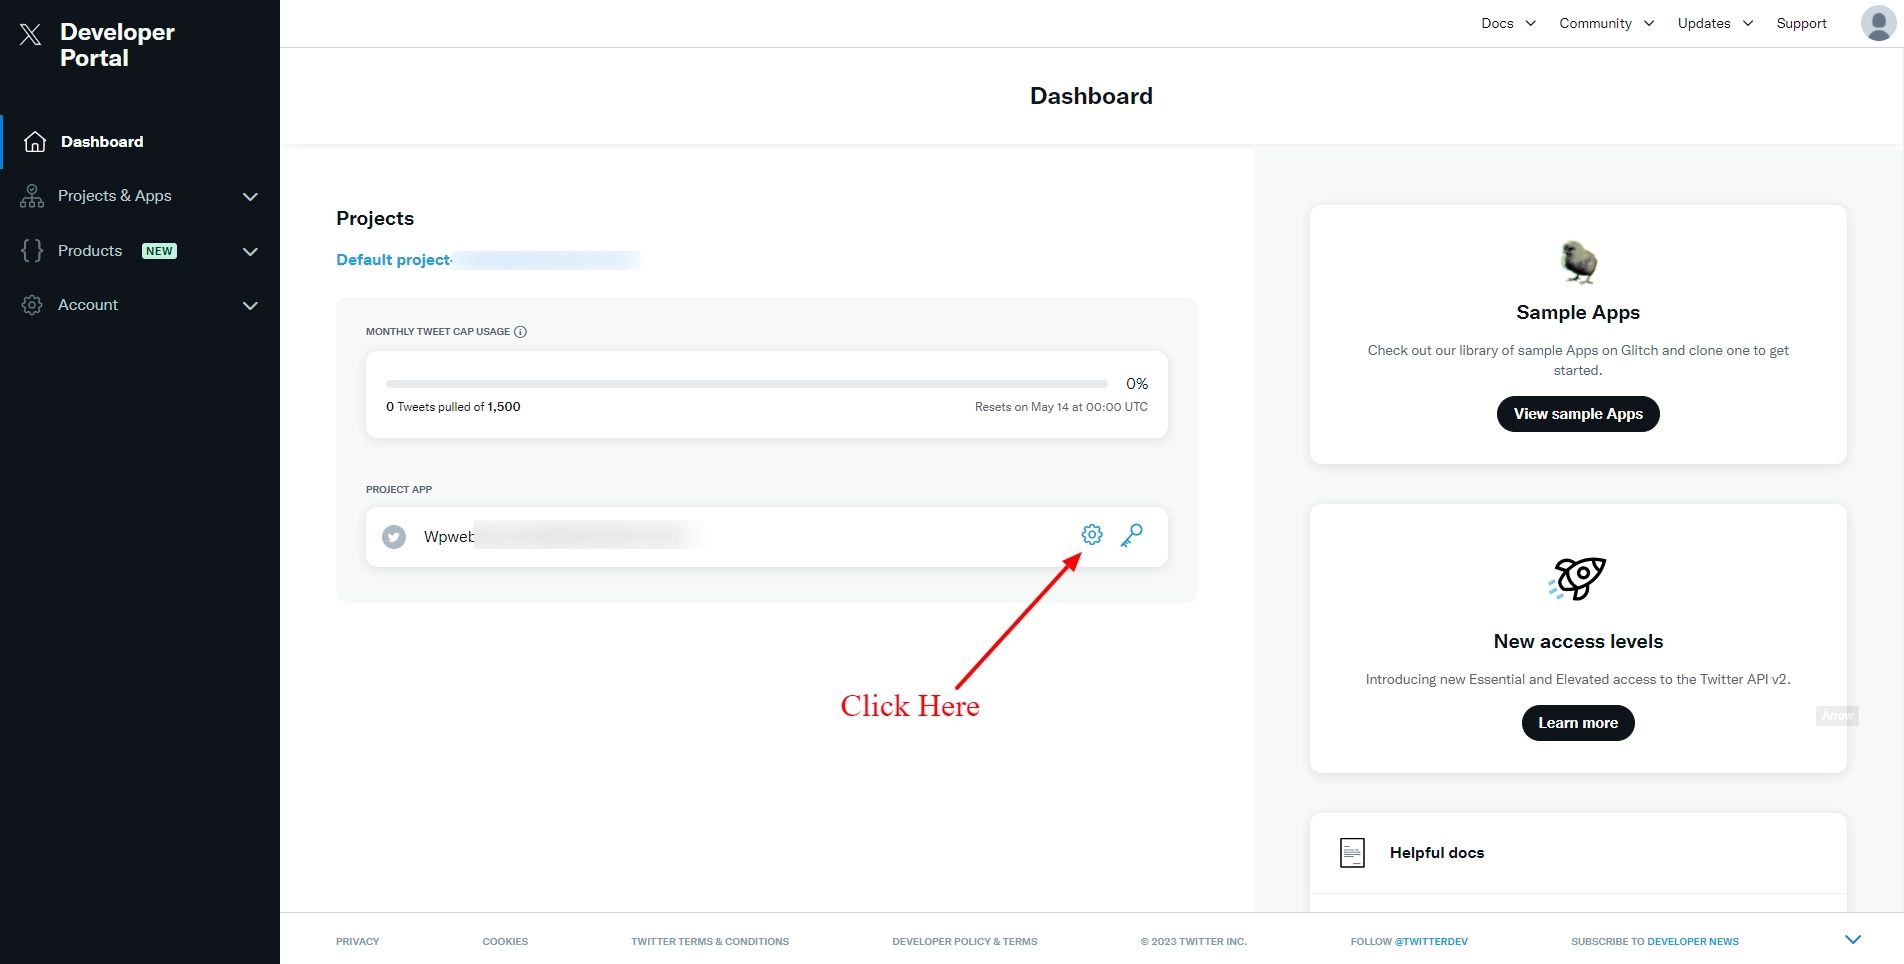 Developer
Portal
Docs
Community
Updates
Support
Dashboard
Dashboard
Projects & Apps
Products NEW
Account
Projects
Default project-
MONTHLY TWEET CAP USAGE
0%
0 Tweets pulled of 1,500
Resets on May 14 at 00:00 UTC
PROJECT APP
Wpweb
Click Here
Sample Apps
Check out our library of sample Apps on Glitch and clone one to get
started.
View sample Apps
New access levels
Introducing new Essential and Elevated access to the Twitter API v2.
Learn more
Arrow
Helpful docs
PRIVACY
COOKIES
TWITTER TERMS & CONDITIONS
DEVELOPER POLICY & TERMS
© 2023 TWITTER INC.
FOLLOW @TWITTERDEV
SUBSCRIBE TO DEVELOPER NEWS